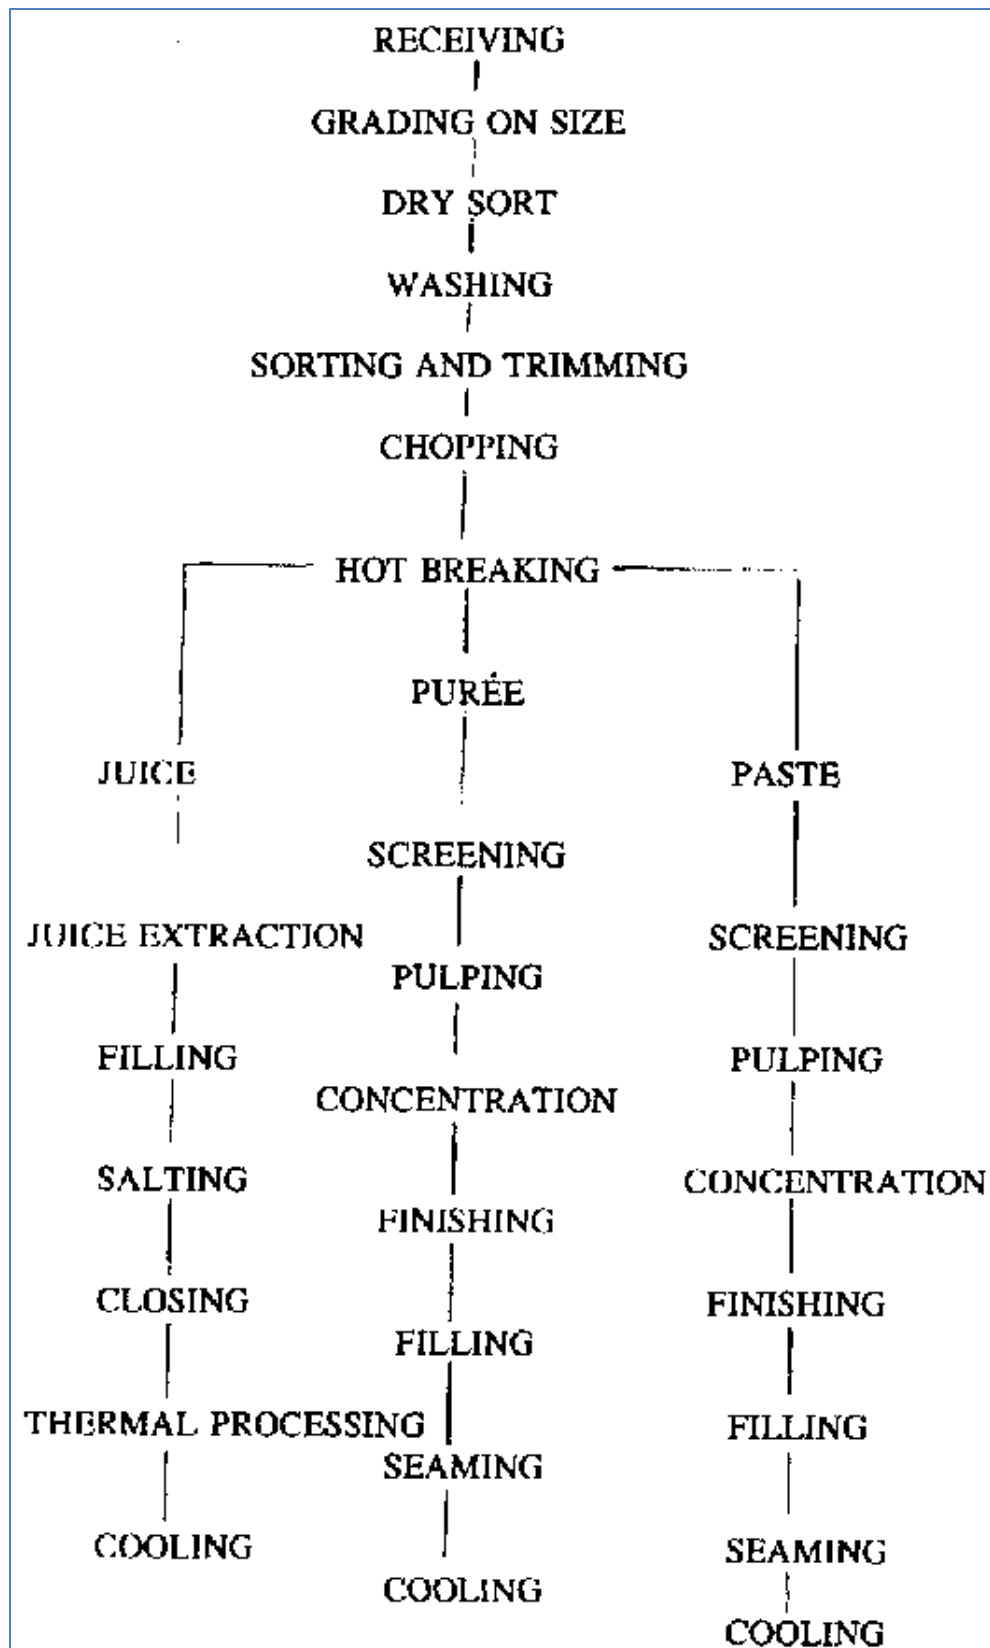 RECEIVING
GRADING ON SIZE
DRY SORT
WASHING
SORTING AND TRIMMING
CHOPPING
HOT BREAKING
PURÉE
JUICE
PASTE
SCREENING
JUICE EXTRACTION
SCREENING
PULPING
FILLING
PULPING
CONCENTRATION
SALTING
CONCENTRATION
FINISHING
CLOSING
FINISHING
FILLING
THERMAL PROCESSING
FILLING
SEAMING
COOLING
SEAMING
COOLING
COOLING